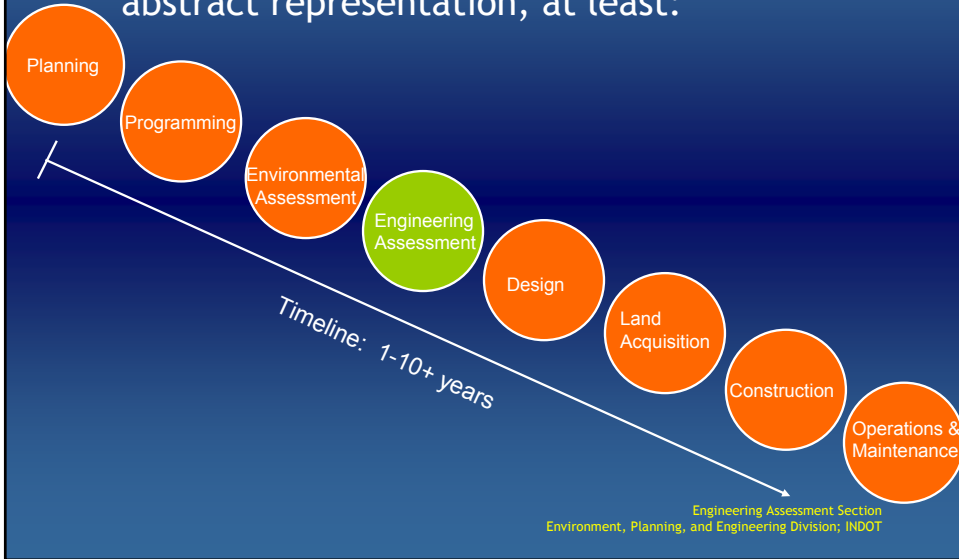 abstract representation, at least:
Planning
Programming
Environmental
Assessment
Engineering
Assessment
Design
Land
Acquisition
Construction
Operations &
Maintenance
Timeline: 1-10+ years
Engineering Assessment Section
Environment, Planning, and Engineering Division; INDOT